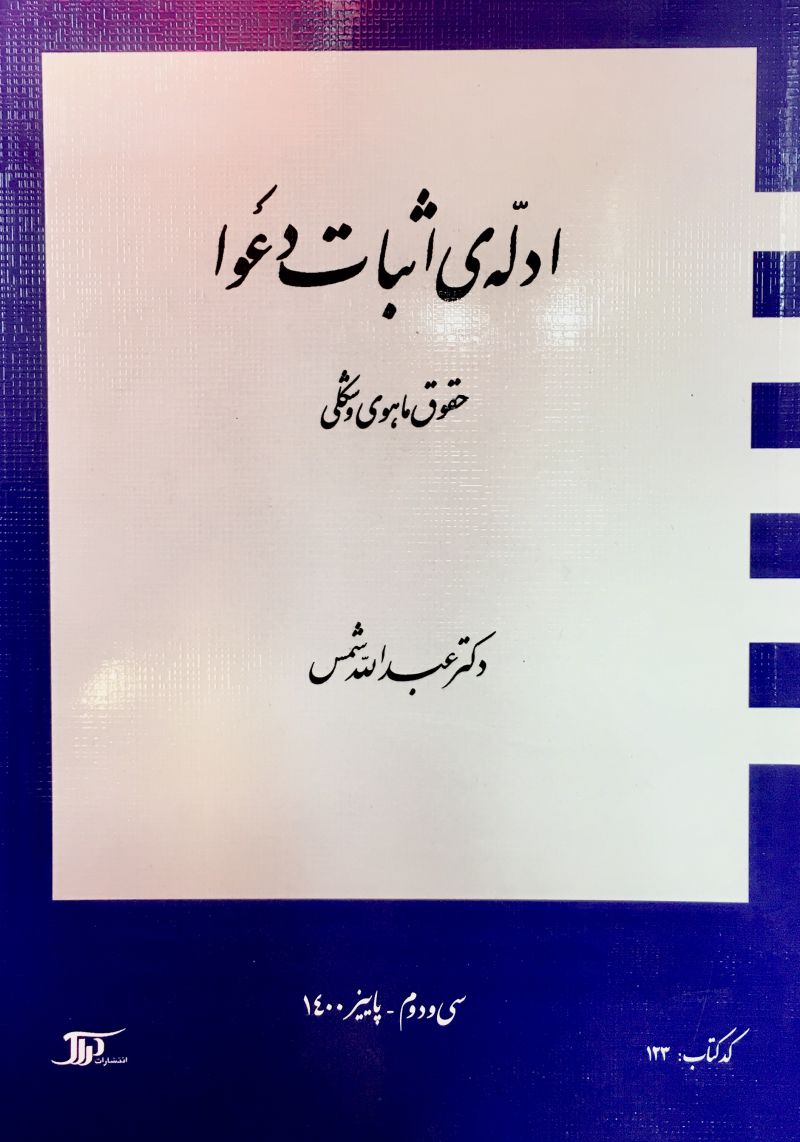 ادلّه‌ی اثبات دعوا
حقوق ماهوی و شکلی
دکتر عبدالله شمس
سی و دوم - پاییز ۱۴۰۰
کد کتاب: ۱۲۳
انتشارات دراک